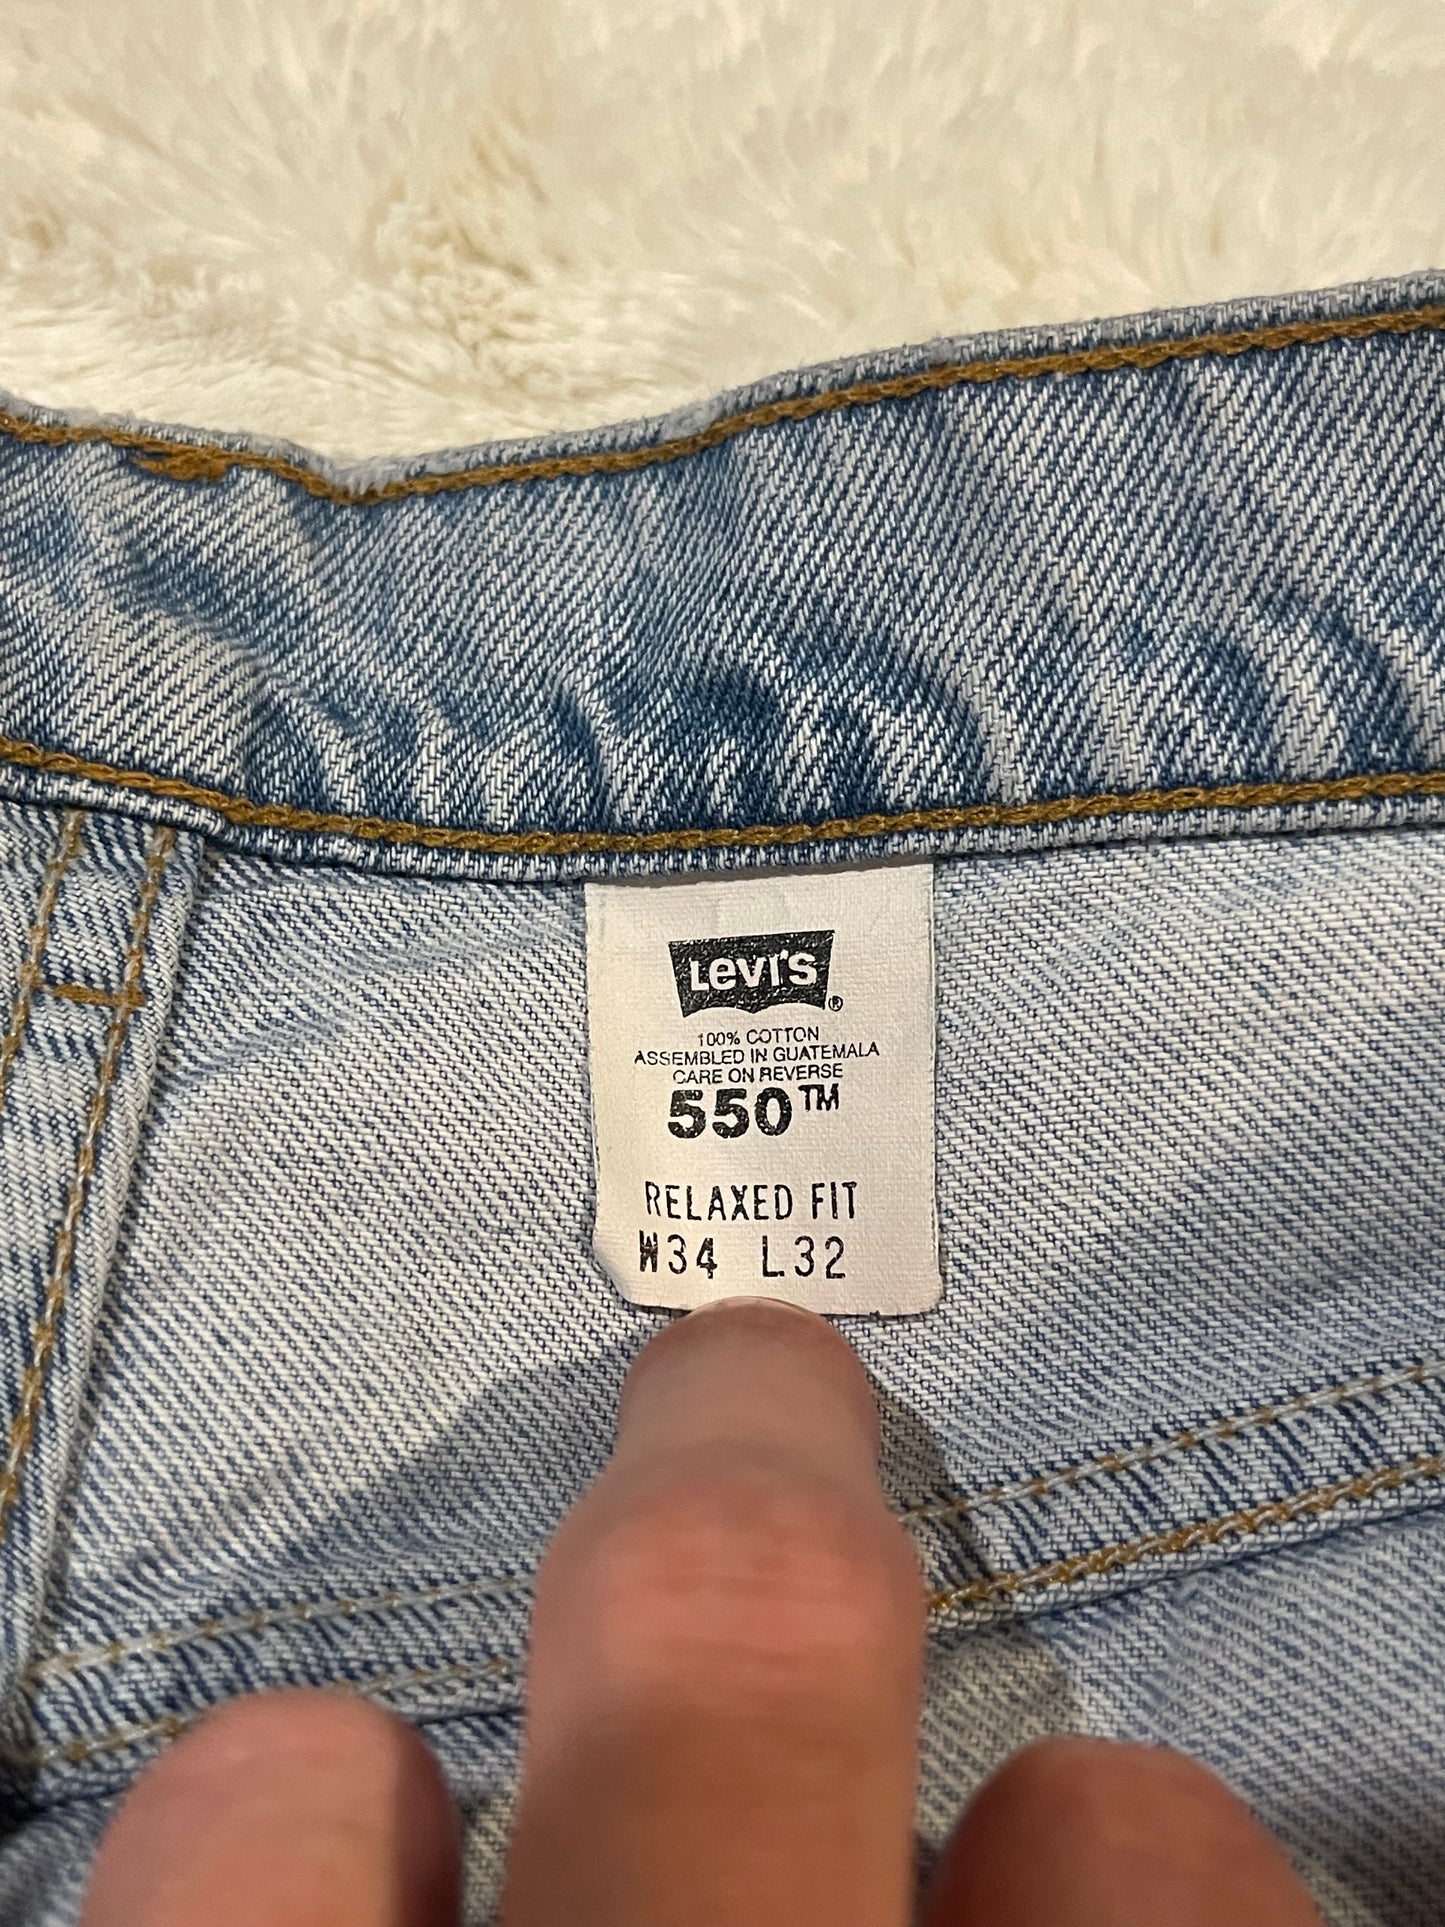 Levi's®
100% COTTON
ASSEMBLED IN GUATEMALA
CARE ON REVERSE
550™
RELAXED FIT
W34 L32